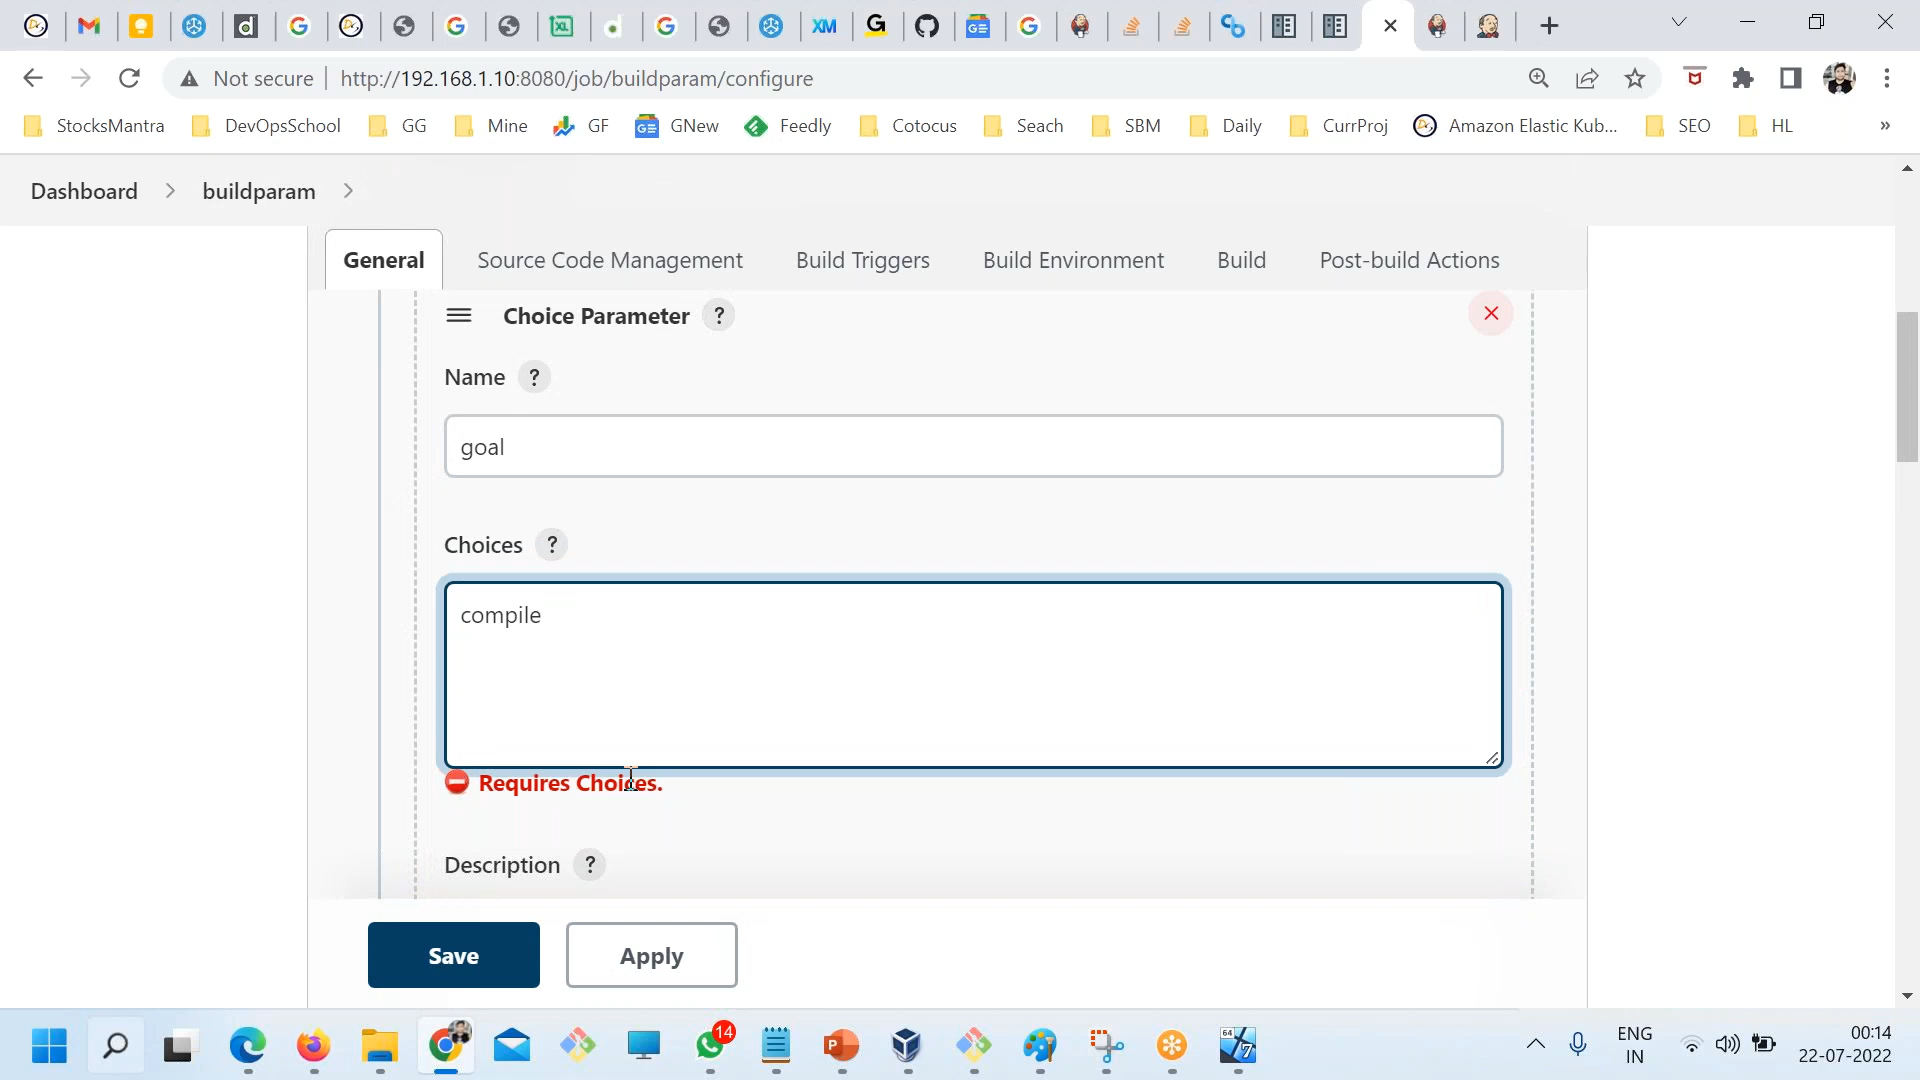 Not secure
http://192.168.1.10:8080/job/buildparam/configure
StocksMantra DevOpsSchool GG Mine GF GNew Feedly Cotocus Seach SBM Daily CurrProj Amazon Elastic Kub... SEO HL »
Dashboard > buildparam >
General Source Code Management Build Triggers Build Environment Build Post-build Actions
Choice Parameter ?
Name ?
goal
Choices ?
compile
Requires Choices.
Description ?
Save Apply
14
64
7
ENG
IN
00:14
22-07-2022